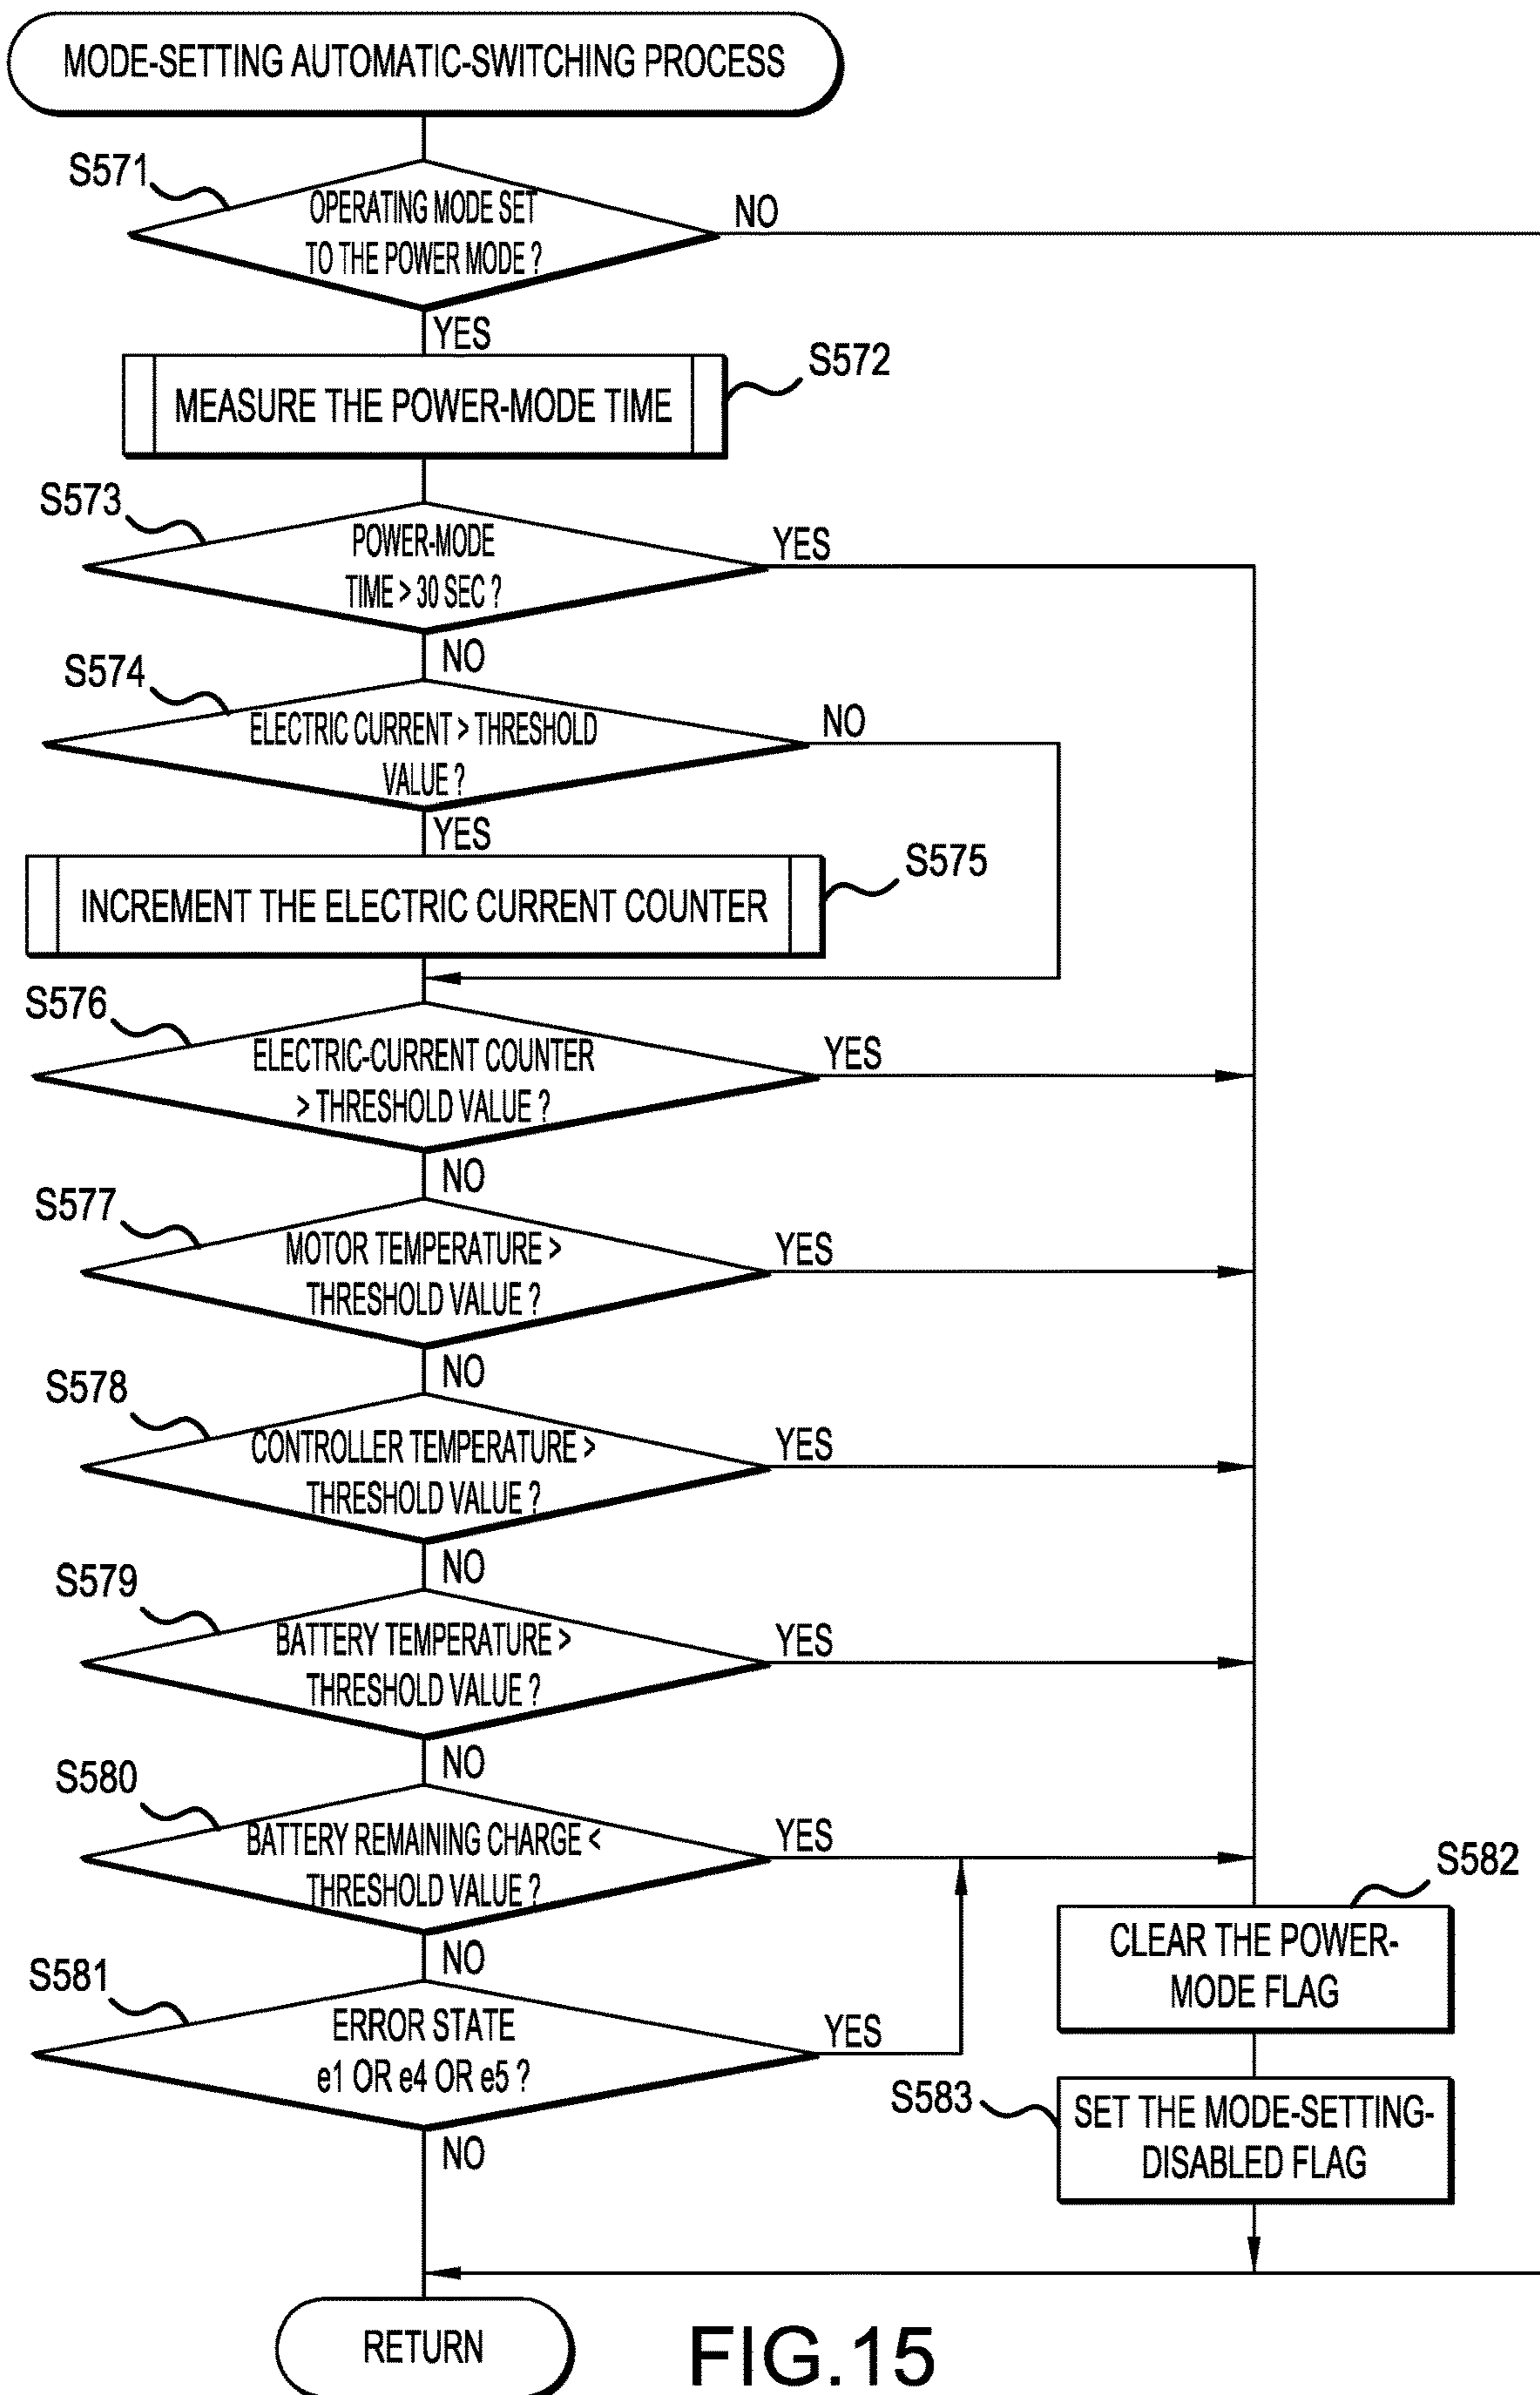 MODE-SETTING AUTOMATIC-SWITCHING PROCESS
S571
OPERATING MODE SET
TO THE POWER MODE ?
NO
YES
S572
MEASURE THE POWER-MODE TIME
S573
POWER-MODE
TIME > 30 SEC ?
YES
NO
S574
ELECTRIC CURRENT > THRESHOLD
VALUE ?
NO
YES
S575
INCREMENT THE ELECTRIC CURRENT COUNTER
S576
ELECTRIC-CURRENT COUNTER
> THRESHOLD VALUE ?
YES
NO
S577
MOTOR TEMPERATURE >
THRESHOLD VALUE ?
YES
NO
S578
CONTROLLER TEMPERATURE >
THRESHOLD VALUE ?
YES
NO
S579
BATTERY TEMPERATURE >
THRESHOLD VALUE ?
YES
NO
S580
BATTERY REMAINING CHARGE <
THRESHOLD VALUE ?
YES
NO
S581
ERROR STATE
e1 OR e4 OR e5 ?
YES
NO
S582
CLEAR THE POWER-
MODE FLAG
S583
SET THE MODE-SETTING-
DISABLED FLAG
RETURN
FIG.15